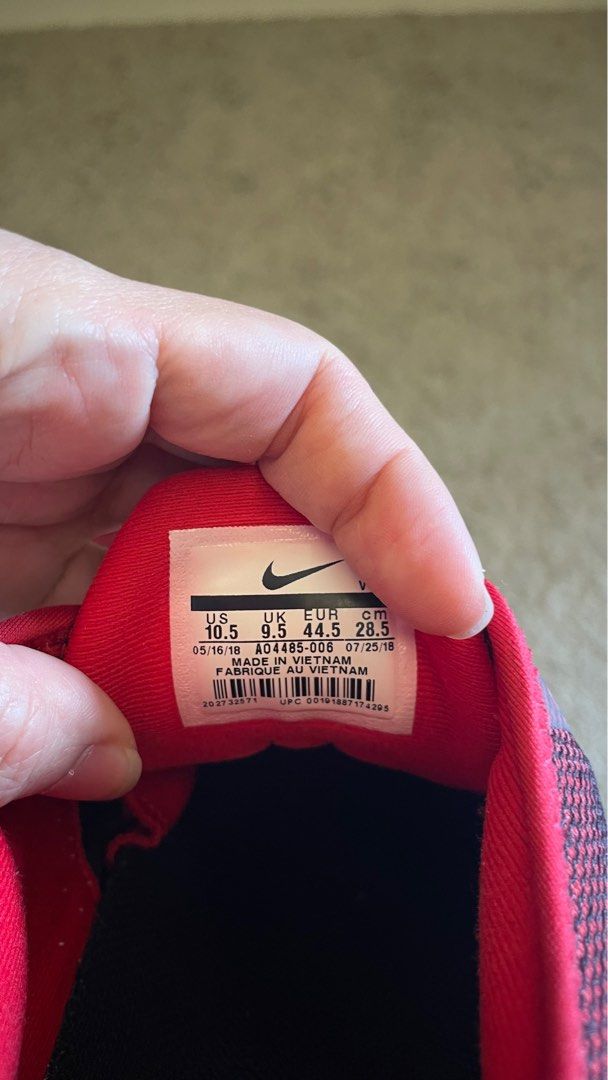 V
US UK EUR cm
10.5 9.5 44.5 28.5
05/16/18 AO4485-006 07/25/18
MADE IN VIETNAM
FABRIQUE AU VIETNAM
202732571 UPC 00191887174295